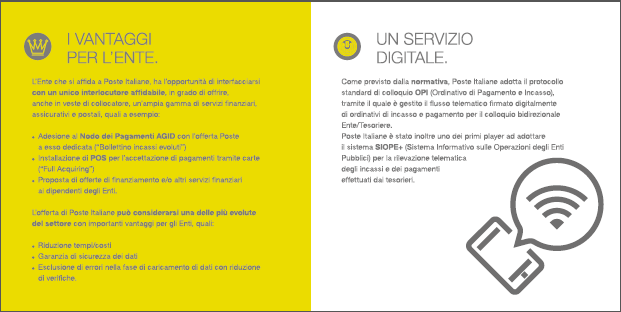 I VANTAGGI
PER L'ENTE.
L'Ente che si affida a Poste Italiane, ha l'opportunità di interfacciarsi
con un unico interlocutore affidabile, in grado di offrire,
anche in veste di collocatore, un'ampia gamma di servizi finanziari,
assicurativi e postali, quali a esempio:
• Adesione al Nodo dei Pagamenti AGID con l'offerta Poste
a esso dedicata ("Bollettino incassi evoluti")
• Installazione di POS per l'accettazione di pagamenti tramite carte
("Full Acquiring")
• Proposta di offerte di finanziamento e/o altri servizi finanziari
ai dipendenti degli Enti.
L'offerta di Poste Italiane può considerarsi una delle più evolute
del settore con importanti vantaggi per gli Enti, quali:
• Riduzione tempi/costi
• Garanzia di sicurezza dei dati
• Esclusione di errori nella fase di caricamento di dati con riduzione
di verifiche.
UN SERVIZIO
DIGITALE.
Come previsto dalla normativa, Poste Italiane adotta il protocollo
standard di colloquio OPI (Ordinativo di Pagamento e Incasso),
tramite il quale è gestito il flusso telematico firmato digitalmente
di ordinativi di incasso e pagamento per il colloquio bidirezionale
Ente/Tesoriere.
Poste Italiane è stato inoltre uno dei primi player ad adottare
il sistema SIOPE+ (Sistema Informativo sulle Operazioni degli Enti
Pubblici) per la rilevazione telematica
degli incassi e dei pagamenti
effettuati dai tesorieri.